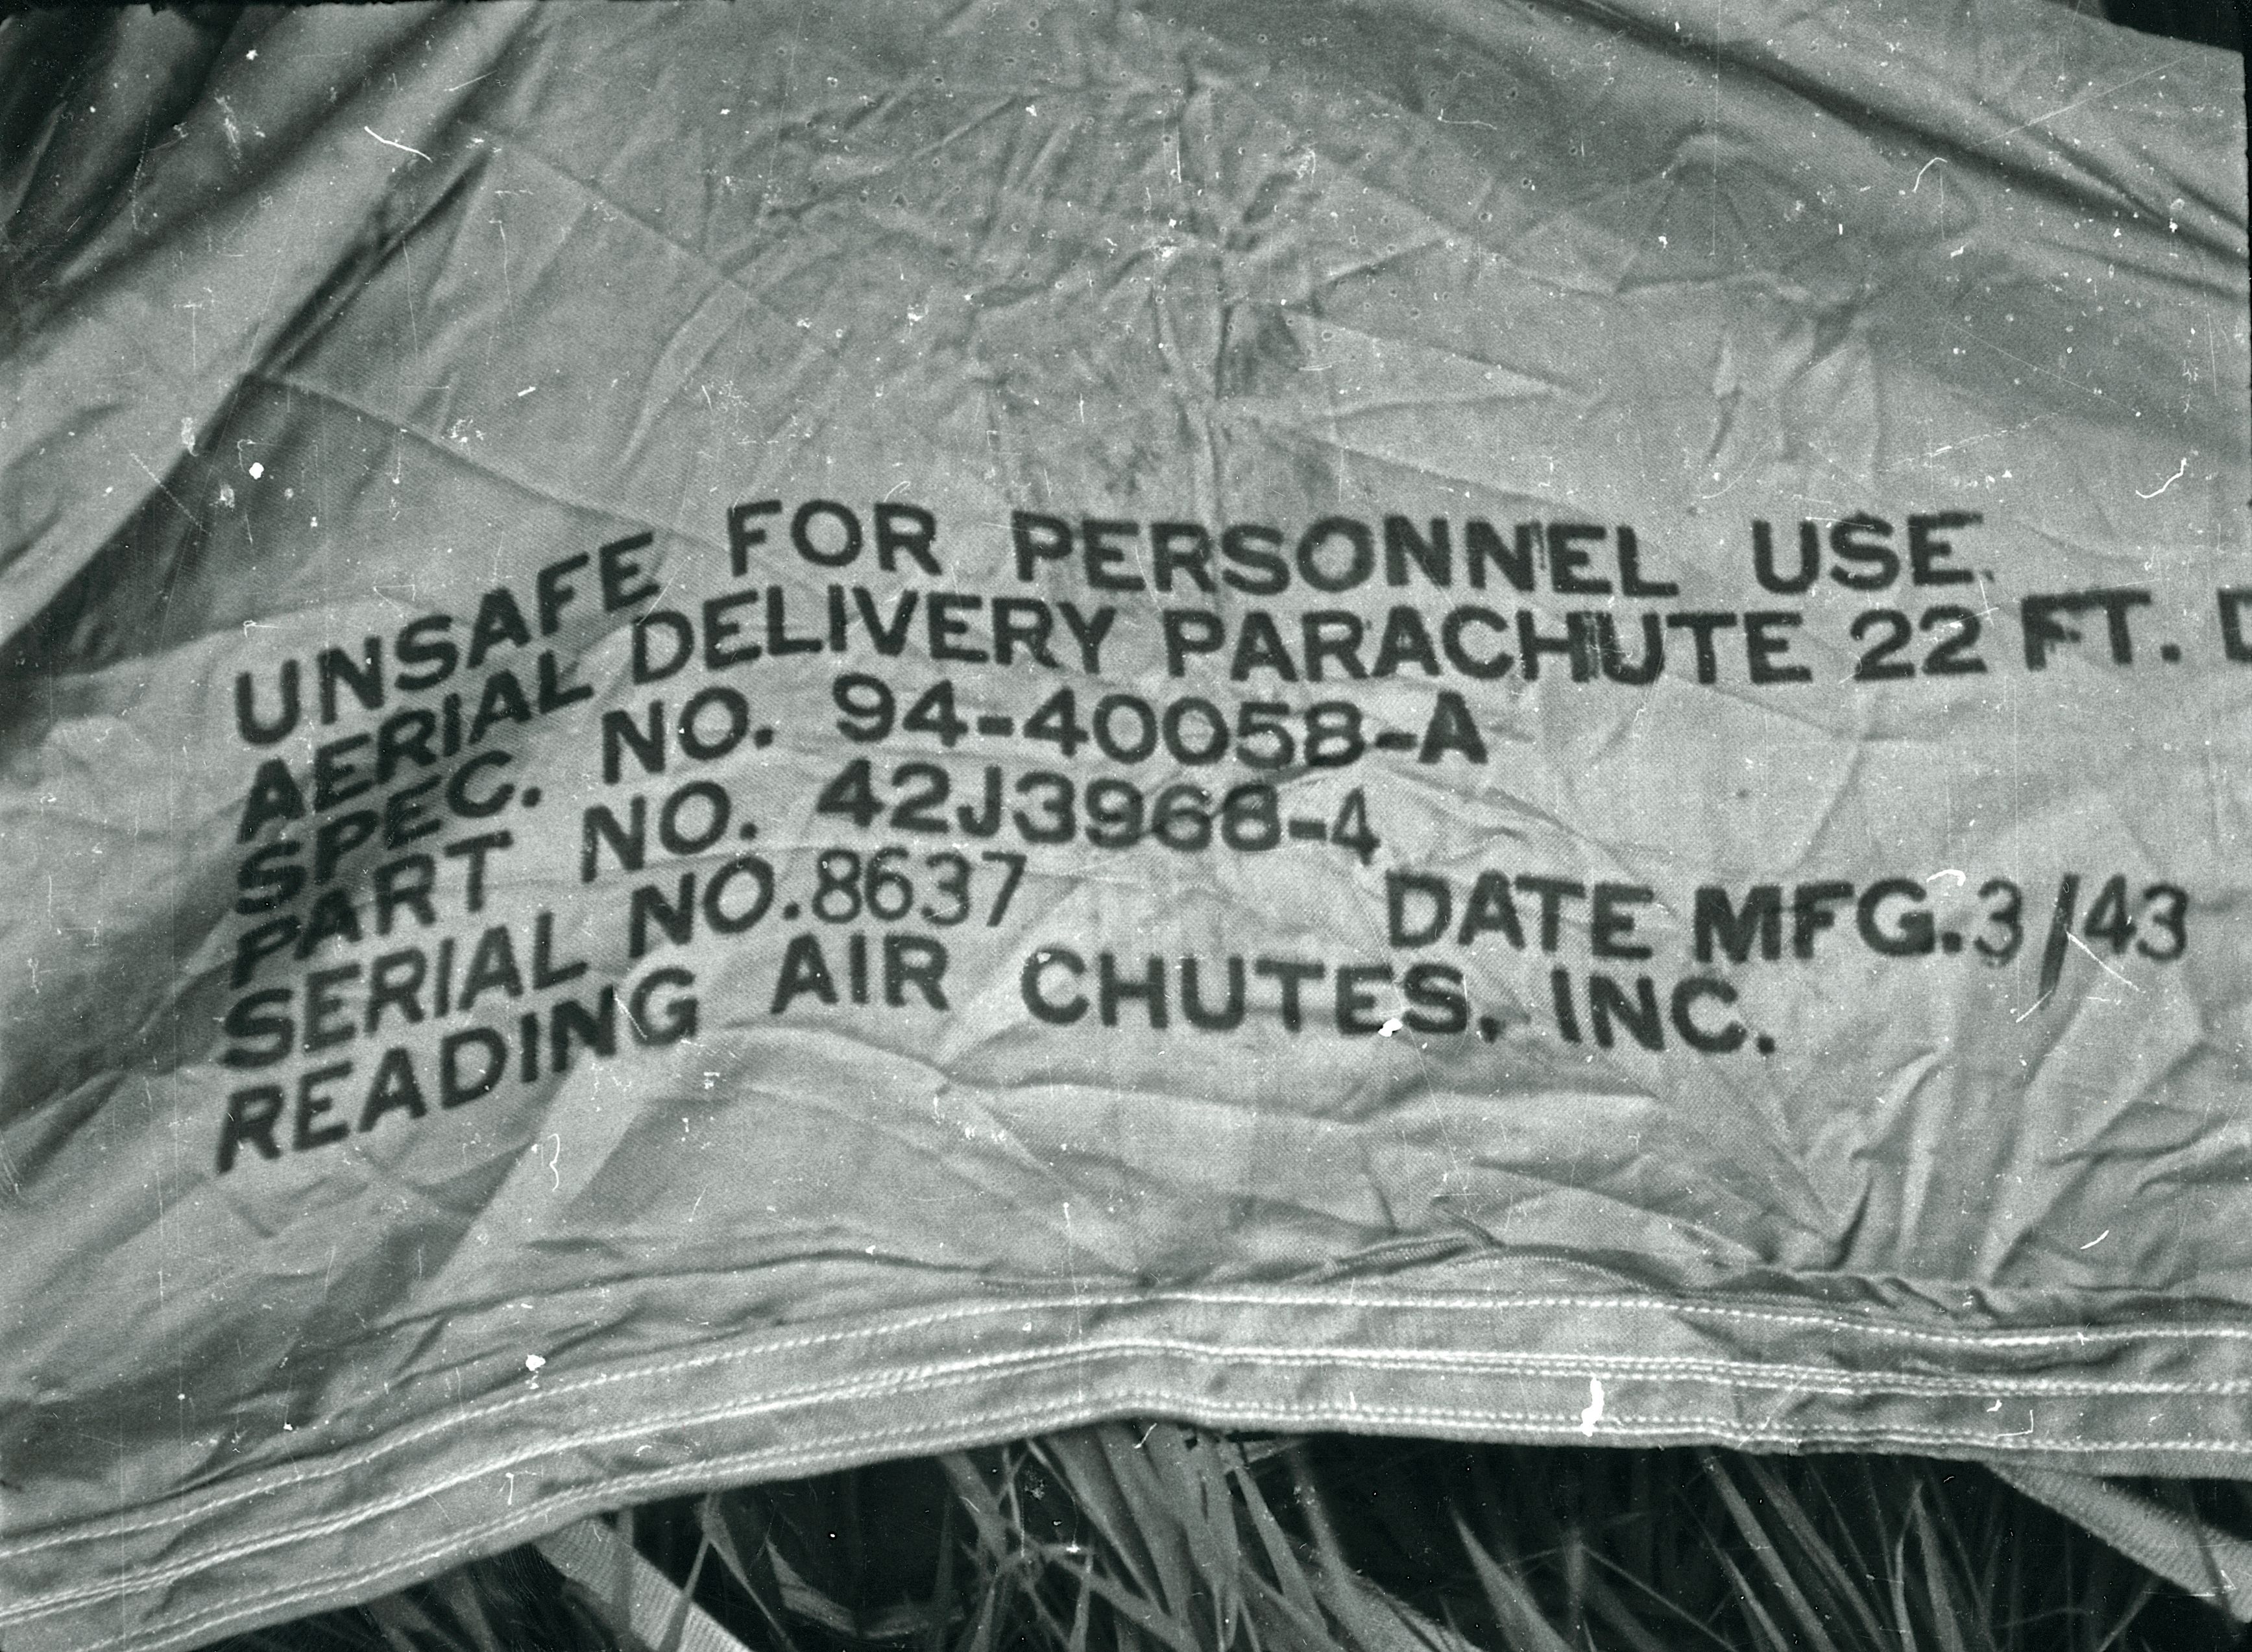 UNSAFE FOR PERSONNEL USE.
AERIAL DELIVERY PARACHUTE 22 FT. D
SPEC. NO. 94-40058-A
PART NO. 42J3968-4
SERIAL NO. 8637 DATE MFG. 3/43
READING AIR CHUTES, INC.